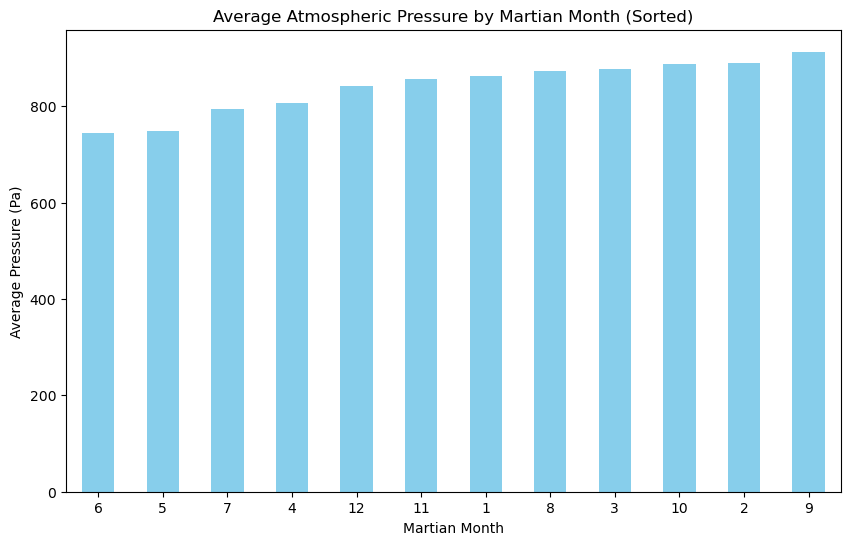 Average Atmospheric Pressure by Martian Month (Sorted)
Average Pressure (Pa)
800
600
400
200
0
6 5 7 4 12 11 1 8 3 10 2 9
Martian Month